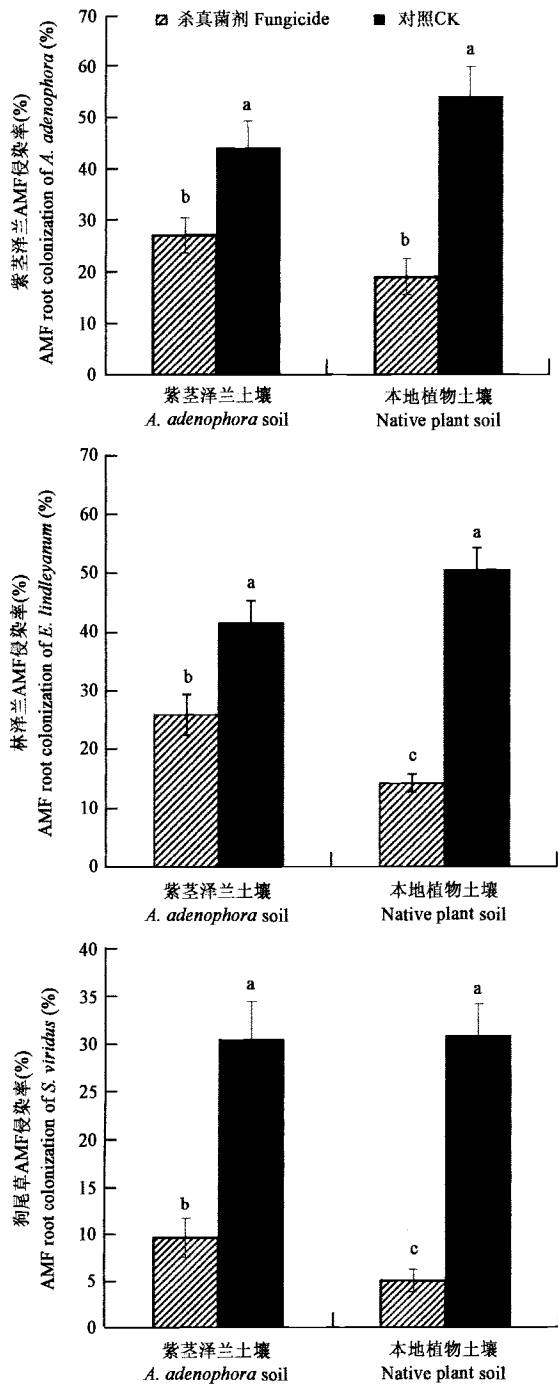 杀真菌剂 Fungicide 对照CK
紫茎泽兰AMF侵染率(%)
AMF root colonization of A. adenophora (%)
70
60
50
40
30
20
10
0
b
a
b
a
紫茎泽兰土壤
A. adenophora soil
本地植物土壤
Native plant soil
林泽兰AMF侵染率(%)
AMF root colonization of E. lindleyanum (%)
70
60
50
40
30
20
10
0
b
a
c
a
紫茎泽兰土壤
A. adenophora soil
本地植物土壤
Native plant soil
狗尾草AMF侵染率(%)
AMF root colonization of S. viridus (%)
40
35
30
25
20
15
10
5
0
b
a
c
a
紫茎泽兰土壤
A. adenophora soil
本地植物土壤
Native plant soil